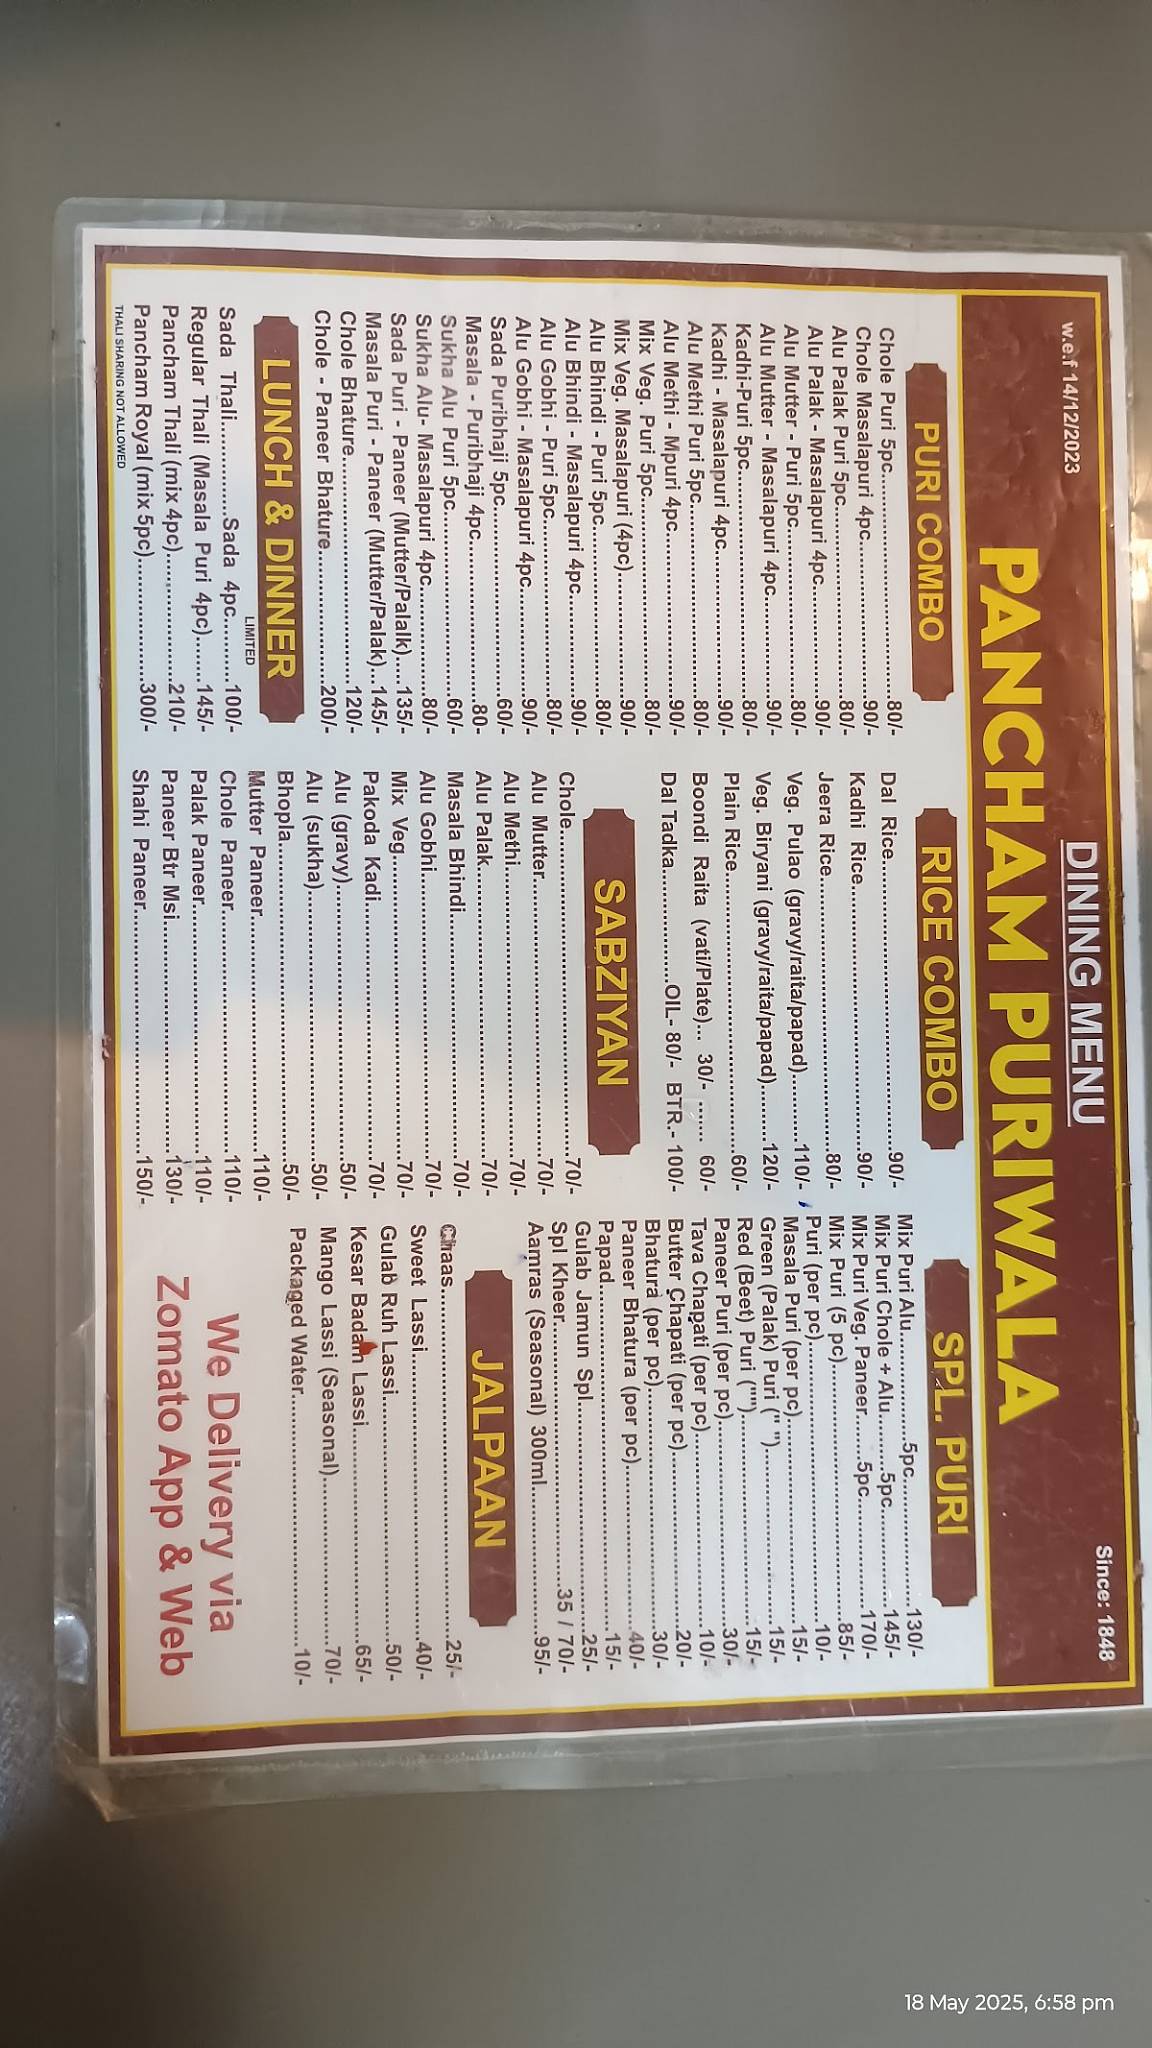 w.e.f 14/12/2023
DINING MENU
Since: 1848
PANCHAM PURIWALA
PURI COMBO
Chole Puri 5pc..............................80/-
Chole Masalapuri 4pc..................90/-
Alu Palak Puri 5pc.......................80/-
Alu Palak - Masalapuri 4pc..........90/-
Alu Mutter - Puri 5pc...................80/-
Alu Mutter - Masalapuri 4pc........90/-
Kadhi-Puri 5pc............................80/-
Kadhi - Masalapuri 4pc................90/-
Alu Methi Puri 5pc......................80/-
Alu Methi - Mpuri 4pc..................90/-
Mix Veg. Puri 5pc........................80/-
Mix Veg. Masalapuri (4pc)............90/-
Alu Bhindi - Puri 5pc...................80/-
Alu Bhindi - Masalapuri 4pc.........90/-
Alu Gobhi - Puri 5pc....................80/-
Alu Gobhi - Masalapuri 4pc..........90/-
Sada Puribhaji 5pc.......................60/-
Masala - Puribhaji 4pc..................80-
Sukha Alu Puri 5pc......................60/-
Sukha Alu- Masalapuri 4pc...........80/-
Sada Puri - Paneer (Mutter/Palalk)....135/-
Masala Puri - Paneer (Mutter/Palak)..145/-
Chole Bhature..............................120/-
Chole - Paneer Bhature................200/-
LUNCH & DINNER
LIMITED
Sada Thali.............Sada 4pc.......100/-
Regular Thali (Masala Puri 4pc)......145/-
Pancham Thali (mix 4pc)..............210/-
Pancham Royal (mix 5pc)..............300/-
THALI SHARING NOT ALLOWED
RICE COMBO
Dal Rice.......................................90/-
Kadhi Rice...................................90/-
Jeera Rice....................................80/-
Veg. Pulao (gravy/raita/papad).........110/-
Veg. Biryani (gravy/raita/papad)........120/-
Plain Rice.....................................60/-
Boondi Raita (vati/Plate).. 30/- ...... 60/-
Dal Tadka................OIL- 80/- BTR.- 100/-
SABZIYAN
Chole...........................................70/-
Alu Mutter....................................70/-
Alu Methi......................................70/-
Alu Palak......................................70/-
Masala Bhindi................................70/-
Alu Gobhi......................................70/-
Mix Veg........................................70/-
Pakoda Kadi..................................70/-
Alu (gravy)....................................50/-
Alu (sukha)....................................50/-
Bhopla..........................................50/-
Mutter Paneer................................110/-
Chole Paneer.................................110/-
Palak Paneer.................................110/-
Paneer Btr Msl...............................130/-
Shahi Paneer.................................150/-
SPL. PURI
Mix Puri Alu.................5pc..................130/-
Mix Puri Chole + Alu......5pc.............145/-
Mix Puri Veg. Paneer......5pc...............170/-
Mix Puri (5 pc)....................................85/-
Puri (per pc).......................................10/-
Masala Puri (per pc)............................15/-
Green (Palak) Puri (" ").......................15/-
Red (Beet) Puri ("").............................15/-
Paneer Puri (per pc)............................30/-
Tava Chapati (per pc)..........................10/-
Butter Chapati (per pc).........................20/-
Bhatura (per pc)..................................30/-
Paneer Bhatura (per pc).......................40/-
Papad................................................15/-
Gulab Jamun Spl.................................25/-
Spl Kheer.....................................35 / 70/-
Aamras (Seasonal) 300ml.....................95/-
JALPAAN
Chaas................................................25/-
Sweet Lassi........................................40/-
Gulab Ruh Lassi..................................50/-
Kesar Badam Lassi..............................65/-
Mango Lassi (Seasonal)........................70/-
Packaged Water..................................10/-
We Delivery via
Zomato App & Web
18 May 2025, 6:58 pm